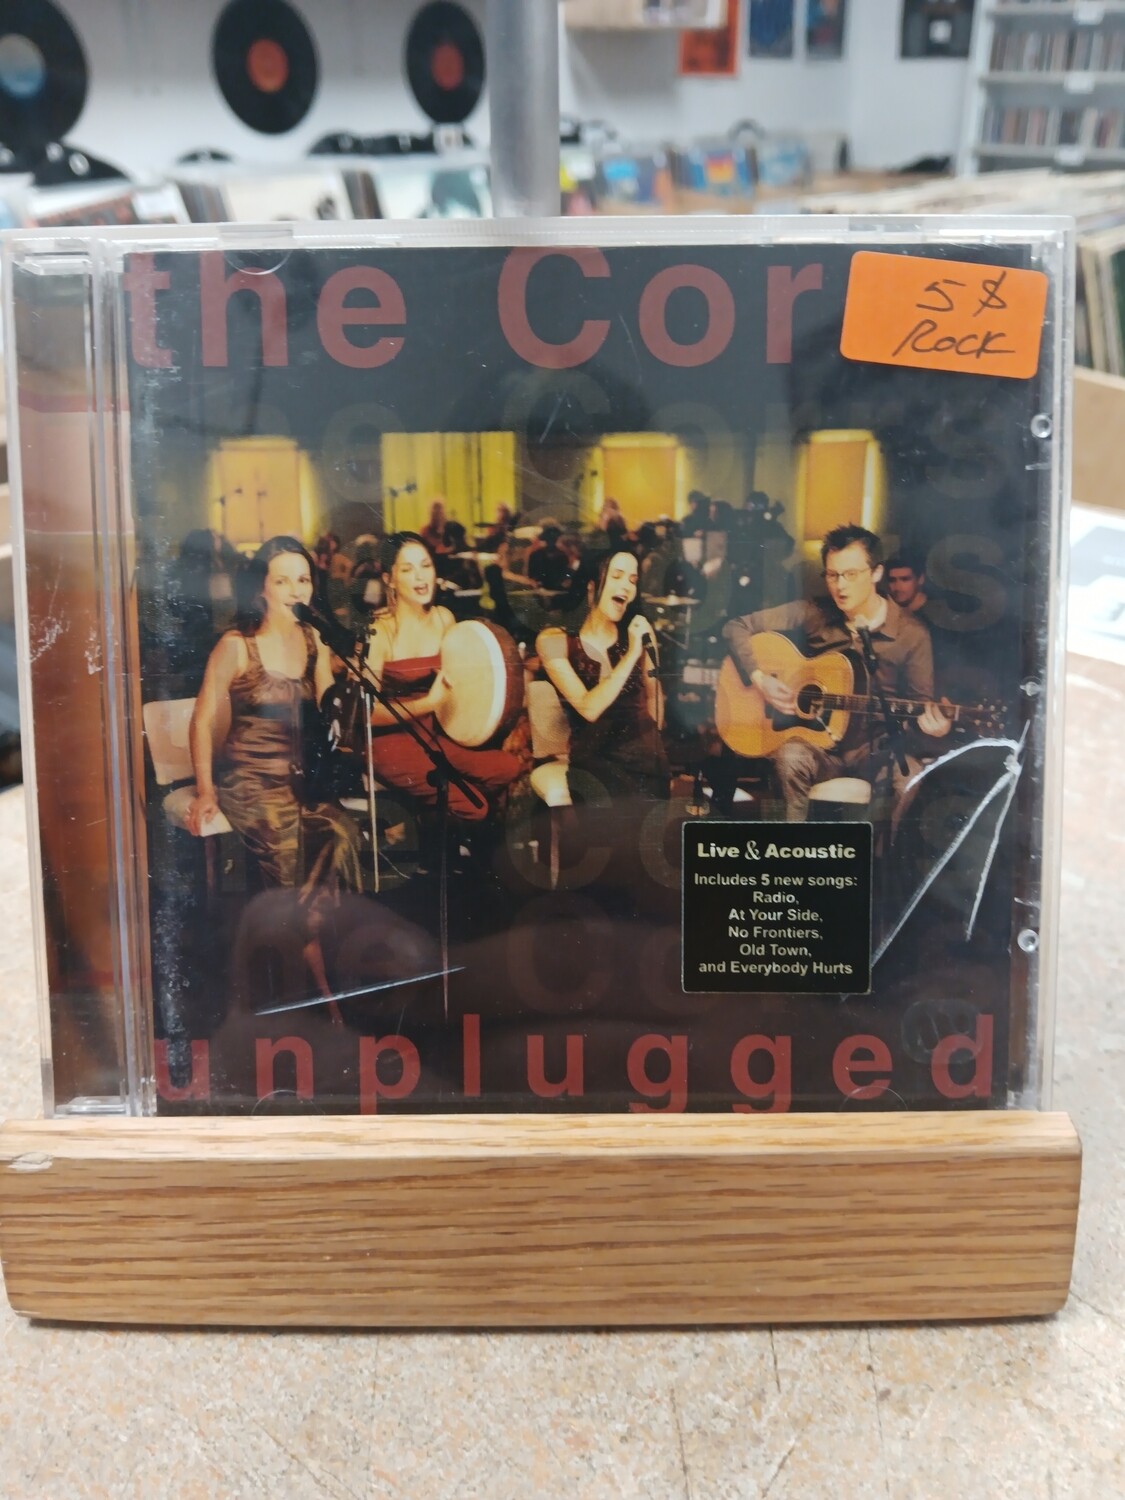 the Cor
5$
Rock
Live & Acoustic
Includes 5 new songs:
Radio,
At Your Side,
No Frontiers,
Old Town,
and Everybody Hurts
unplugged